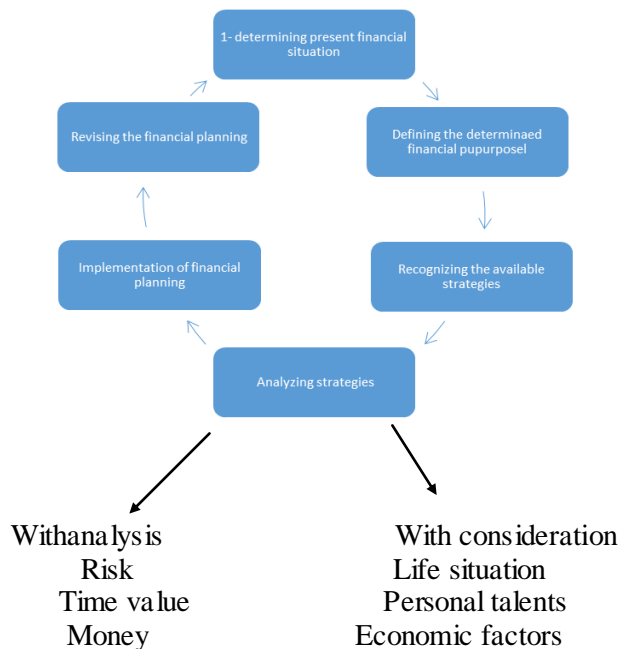 1- determining present financial
situation
Defining the determinaed
financial pupurposel
Recognizing the available
strategies
Analyzing strategies
Implementation of financial
planning
Revising the financial planning
Withanalysis
Risk
Time value
Money
With consideration
Life situation
Personal talents
Economic factors